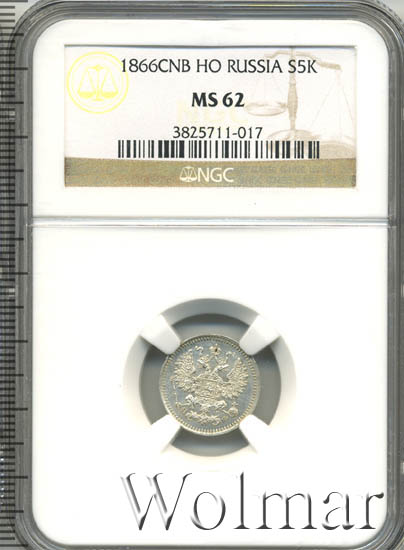 1866CNB HO RUSSIA S5K
MS 62
3825711-017
NGC
Wolmar